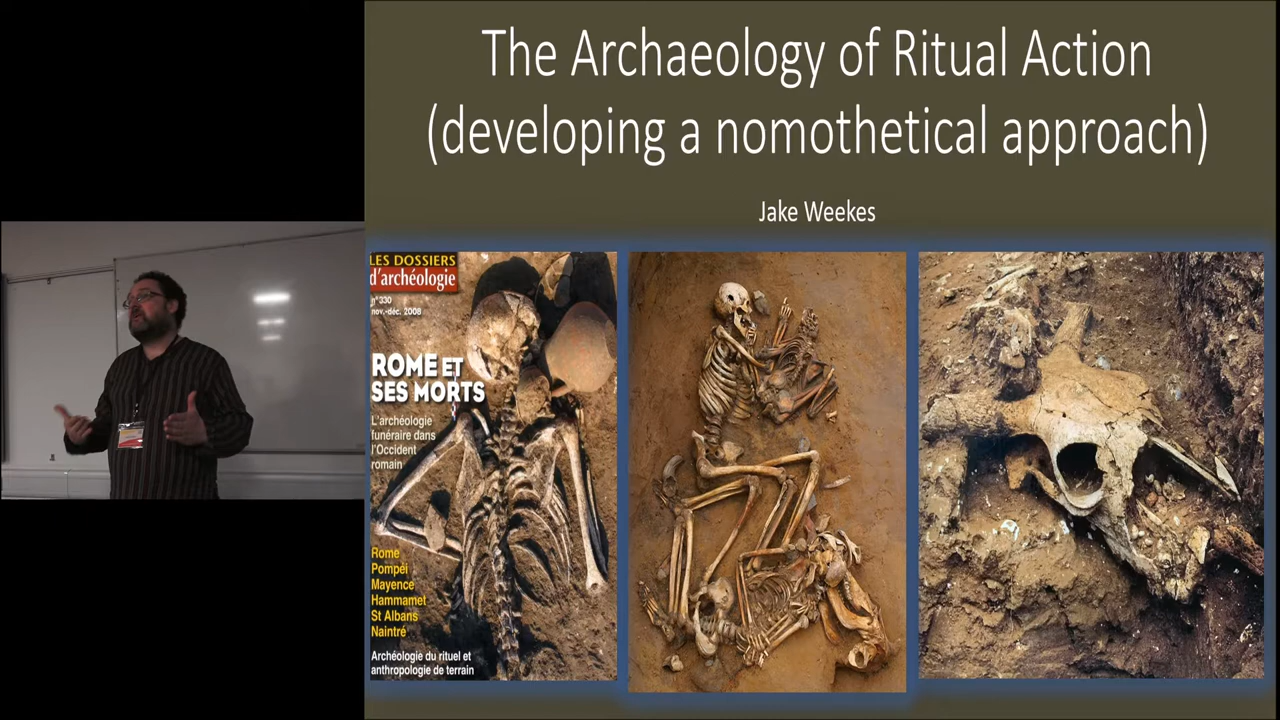 The Archaeology of Ritual Action
(developing a nomothetical approach)
Jake Weekes
LES DOSSIERS
d'archéologie
n°330
nov.-déc. 2008
ROME ET
SES MORTS
L'archéologie
funéraire dans
l'Occident
romain
Rome
Pompéi
Mayence
Hammamet
St Albans
Naintré
Archéologie du rituel et
anthropologie de terrain